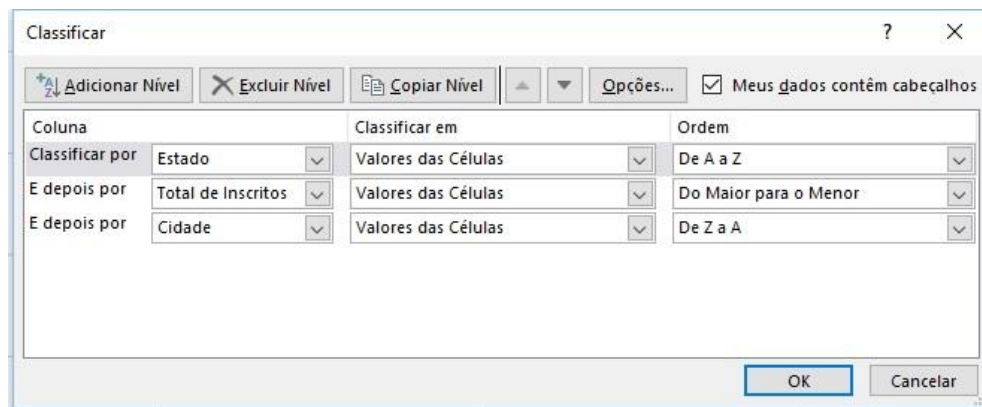 Classificar ? X
Adicionar Nível Excluir Nível Copiar Nível Opções... Meus dados contêm cabeçalhos
Coluna Classificar em Ordem
Classificar por Estado Valores das Células De A a Z
E depois por Total de Inscritos Valores das Células Do Maior para o Menor
E depois por Cidade Valores das Células De Z a A
OK Cancelar